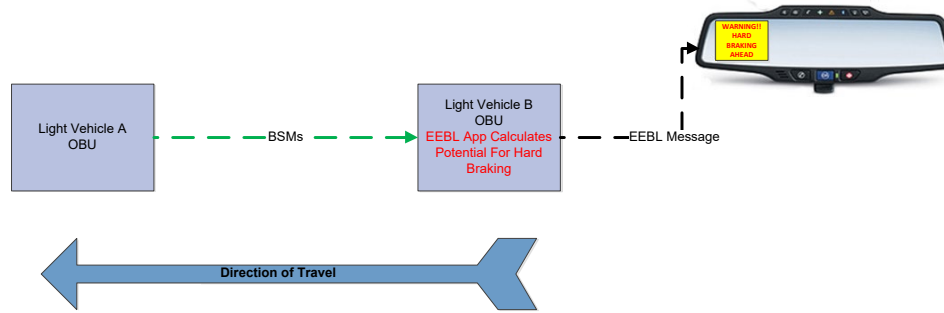 WARNING!!
HARD
BRAKING
AHEAD
Light Vehicle A
OBU
BSMs
Light Vehicle B
OBU
EEBL App Calculates
Potential For Hard
Braking
EEBL Message
Direction of Travel